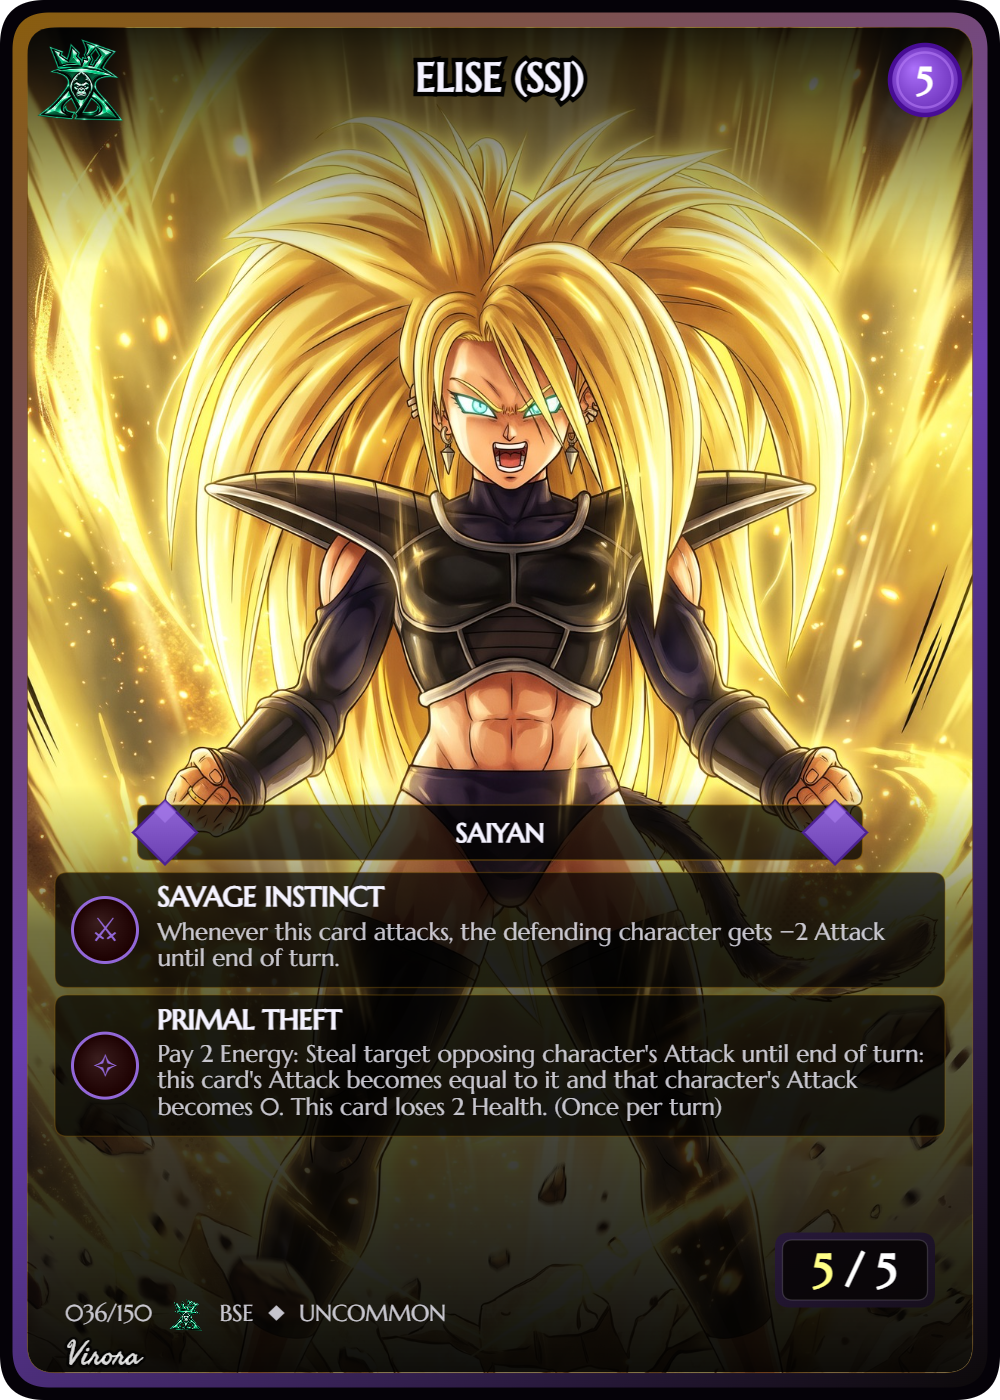 ELISE (SSJ)
5
SAIYAN
SAVAGE INSTINCT
Whenever this card attacks, the defending character gets −2 Attack
until end of turn.
PRIMAL THEFT
Pay 2 Energy: Steal target opposing character's Attack until end of turn:
this card's Attack becomes equal to it and that character's Attack
becomes 0. This card loses 2 Health. (Once per turn)
5 / 5
036/150 BSE ◆ UNCOMMON
Virora